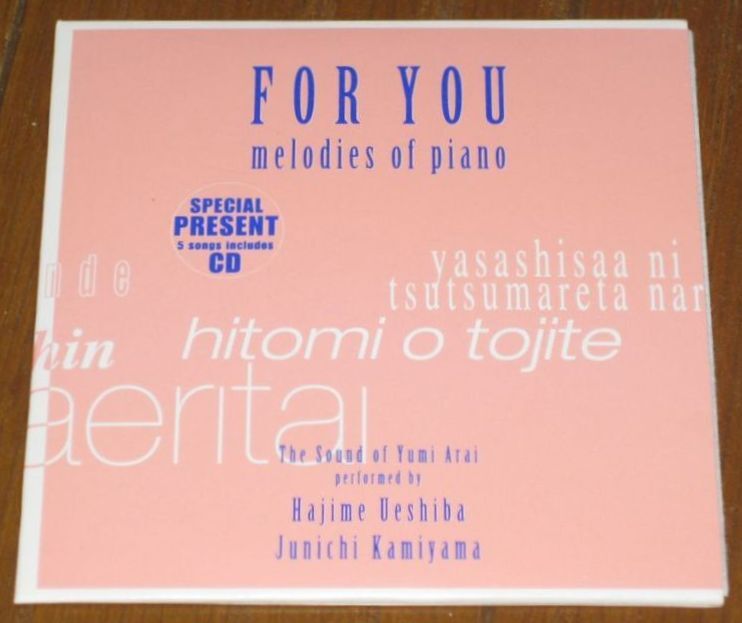 FOR YOU
melodies of piano
SPECIAL
PRESENT
5 songs includes
CD
nde
yasashisaa ni
tsutsumareta nar
hin
hitomi o tojite
aeritai
The Sound of Yumi Arai
performed by
Hajime Ueshiba
Junichi Kamiyama